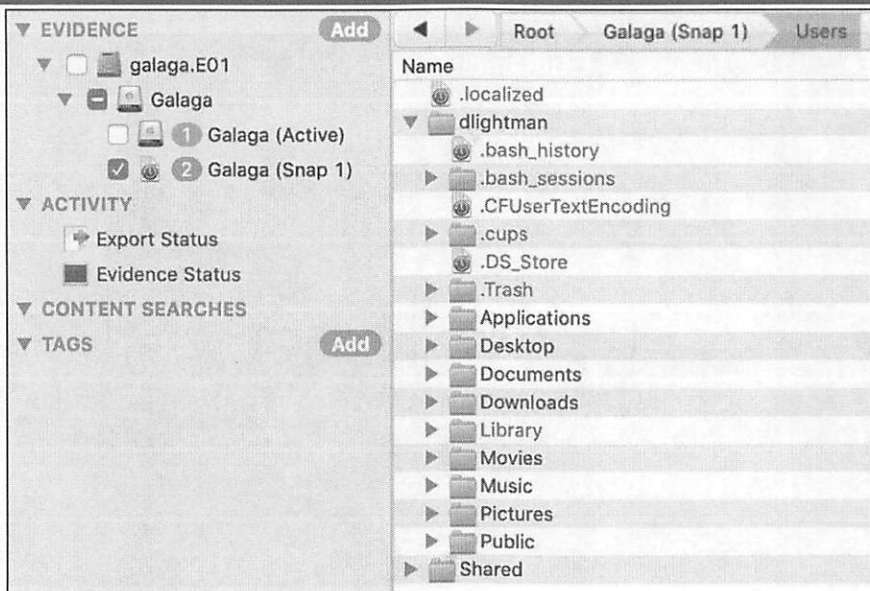 EVIDENCE Add
galaga.E01
Galaga
1 Galaga (Active)
2 Galaga (Snap 1)
ACTIVITY
Export Status
Evidence Status
CONTENT SEARCHES
TAGS Add
Root Galaga (Snap 1) Users
Name
.localized
dlightman
.bash_history
.bash_sessions
.CFUserTextEncoding
.cups
.DS_Store
.Trash
Applications
Desktop
Documents
Downloads
Library
Movies
Music
Pictures
Public
Shared